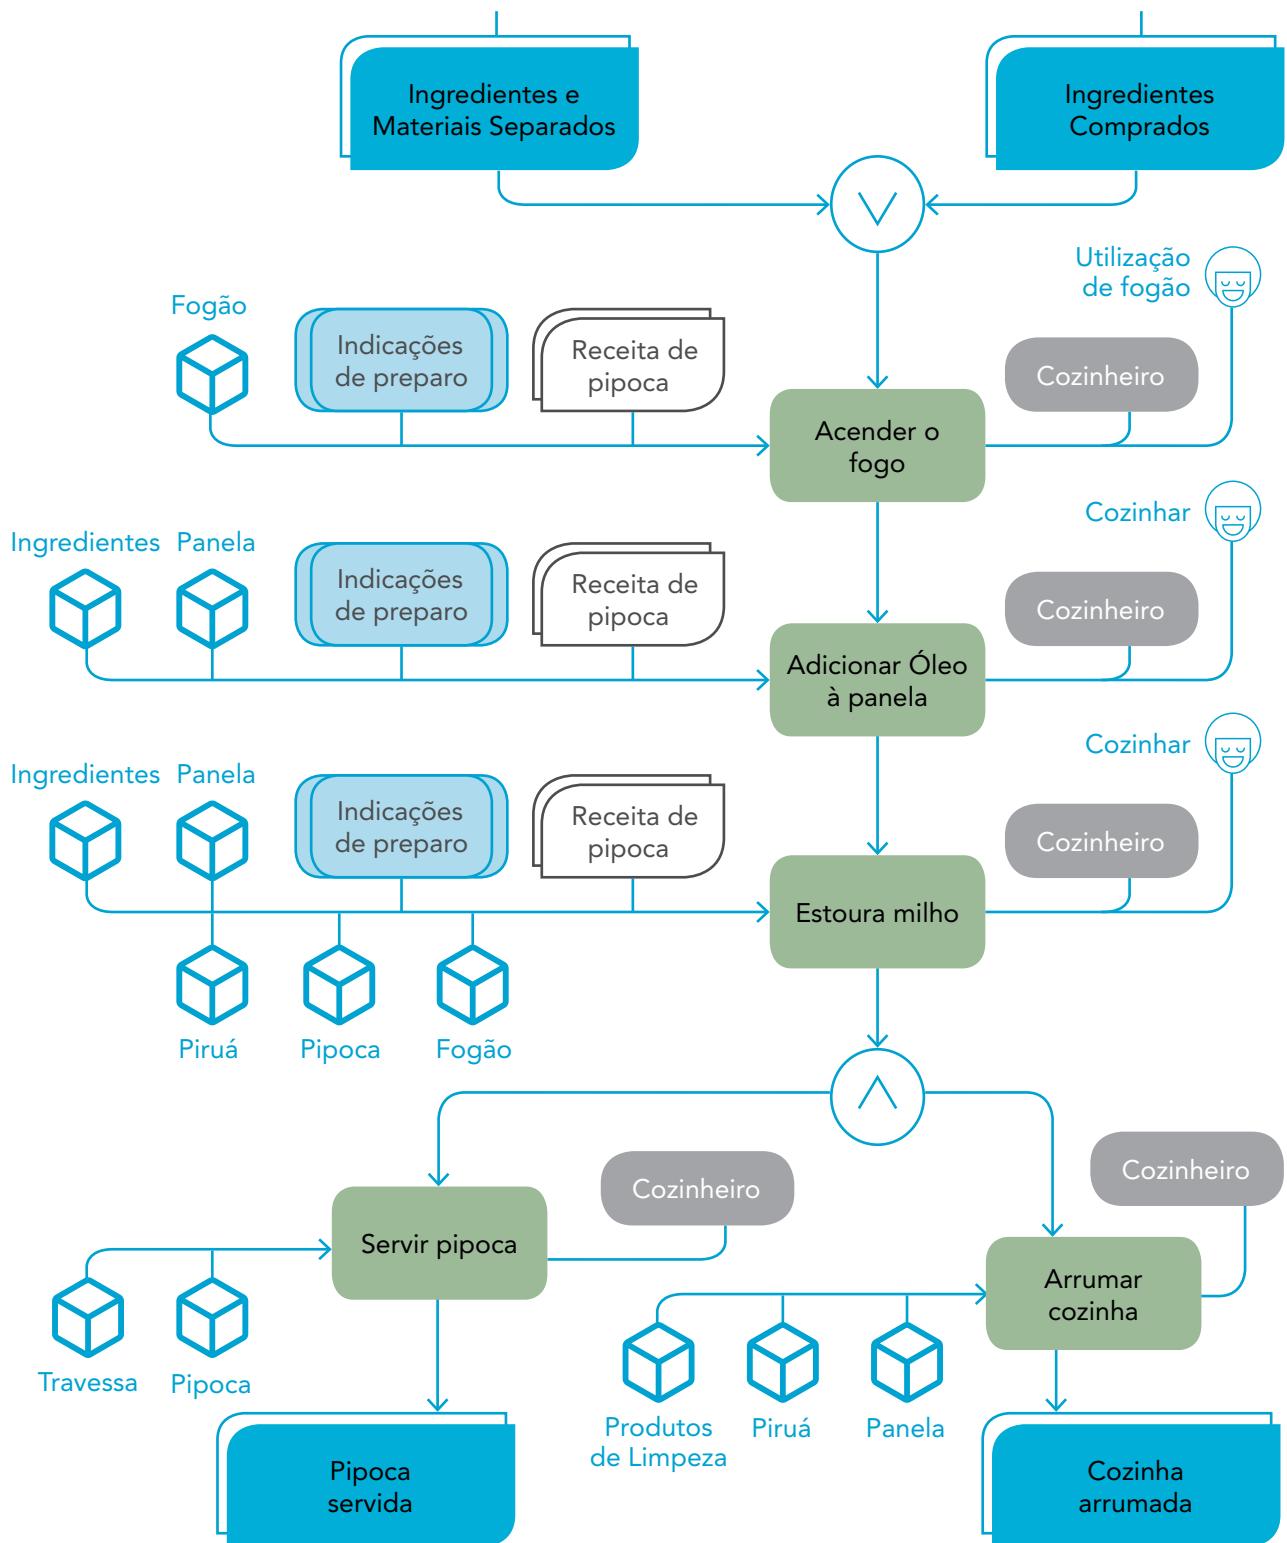 Ingredientes e
Materiais Separados
Ingredientes
Comprados
Utilização
de fogão
Fogão
Indicações
de preparo
Receita de
pipoca
Cozinheiro
Acender o
fogo
Cozinhar
Ingredientes
Panela
Indicações
de preparo
Receita de
pipoca
Cozinheiro
Adicionar Óleo
à panela
Cozinhar
Ingredientes
Panela
Indicações
de preparo
Receita de
pipoca
Cozinheiro
Estoura milho
Piruá
Pipoca
Fogão
Cozinheiro
Cozinheiro
Servir pipoca
Arrumar
cozinha
Travessa
Pipoca
Produtos
de Limpeza
Piruá
Panela
Pipoca
servida
Cozinha
arrumada